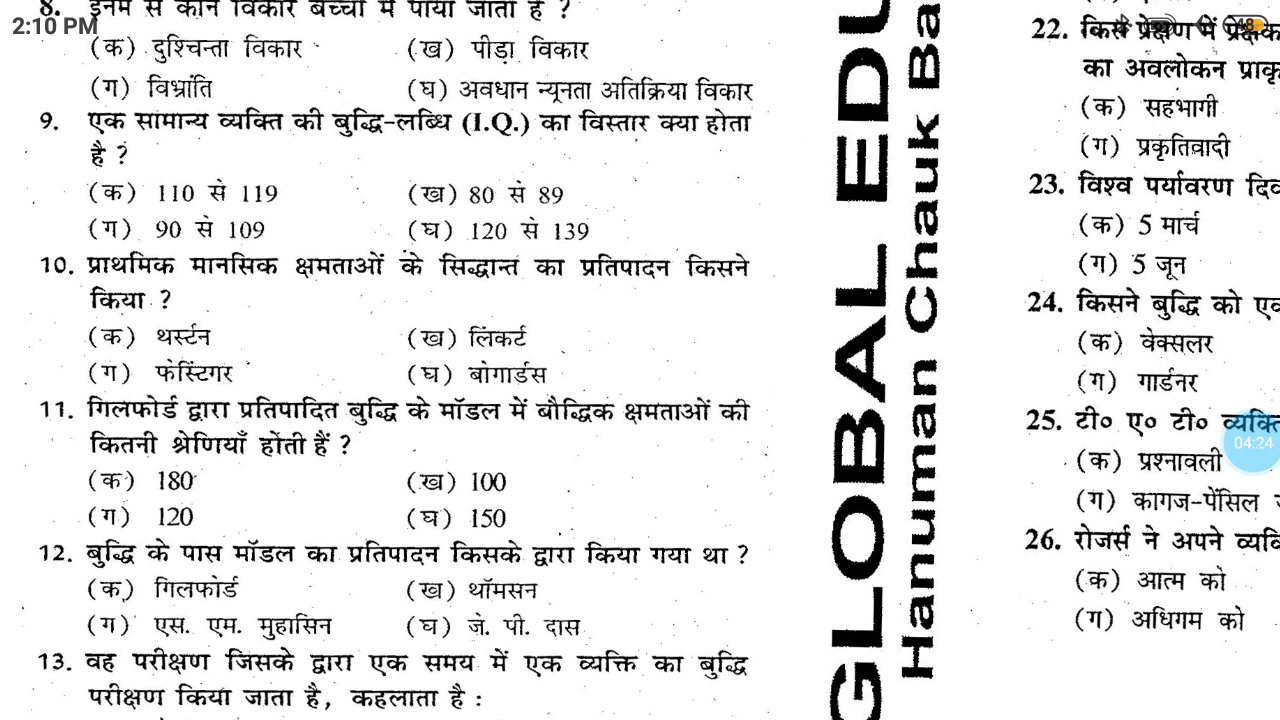 2:10 PM
8. इनमें से कौन विकार बच्चों में पाया जाता है ?
(क) दुश्चिन्ता विकार (ख) पीड़ा विकार
(ग) विभ्रांति (घ) अवधान न्यूनता अतिक्रिया विकार
9. एक सामान्य व्यक्ति की बुद्धि-लब्धि (I.Q.) का विस्तार क्या होता
है ?
(क) 110 से 119 (ख) 80 से 89
(ग) 90 से 109 (घ) 120 से 139
10. प्राथमिक मानसिक क्षमताओं के सिद्धान्त का प्रतिपादन किसने
किया ?
(क) थर्स्टन (ख) लिकर्ट
(ग) फेस्टिंगर (घ) बोगार्डस
11. गिलफोर्ड द्वारा प्रतिपादित बुद्धि के मॉडल में बौद्धिक क्षमताओं की
कितनी श्रेणियाँ होती हैं ?
(क) 180 (ख) 100
(ग) 120 (घ) 150
12. बुद्धि के पास मॉडल का प्रतिपादन किसके द्वारा किया गया था ?
(क) गिलफोर्ड (ख) थॉमसन
(ग) एस. एम. मुहासिन (घ) जे. पी. दास
13. वह परीक्षण जिसके द्वारा एक समय में एक व्यक्ति का बुद्धि
परीक्षण किया जाता है, कहलाता है :
GLOBAL EDU
Hanuman Chauk Ba
48
22. किस प्रेक्षण में प्रेक्षक
का अवलोकन प्राकृ
(क) सहभागी
(ग) प्रकृतिवादी
23. विश्व पर्यावरण दिव
(क) 5 मार्च
(ग) 5 जून
24. किसने बुद्धि को एक
(क) वेक्सलर
(ग) गार्डनर
25. टी० ए० टी० व्यक्ति
04:24
(क) प्रश्नावली
(ग) कागज-पेंसिल
26. रोजर्स ने अपने व्यक्ति
(क) आत्म को
(ग) अधिगम को